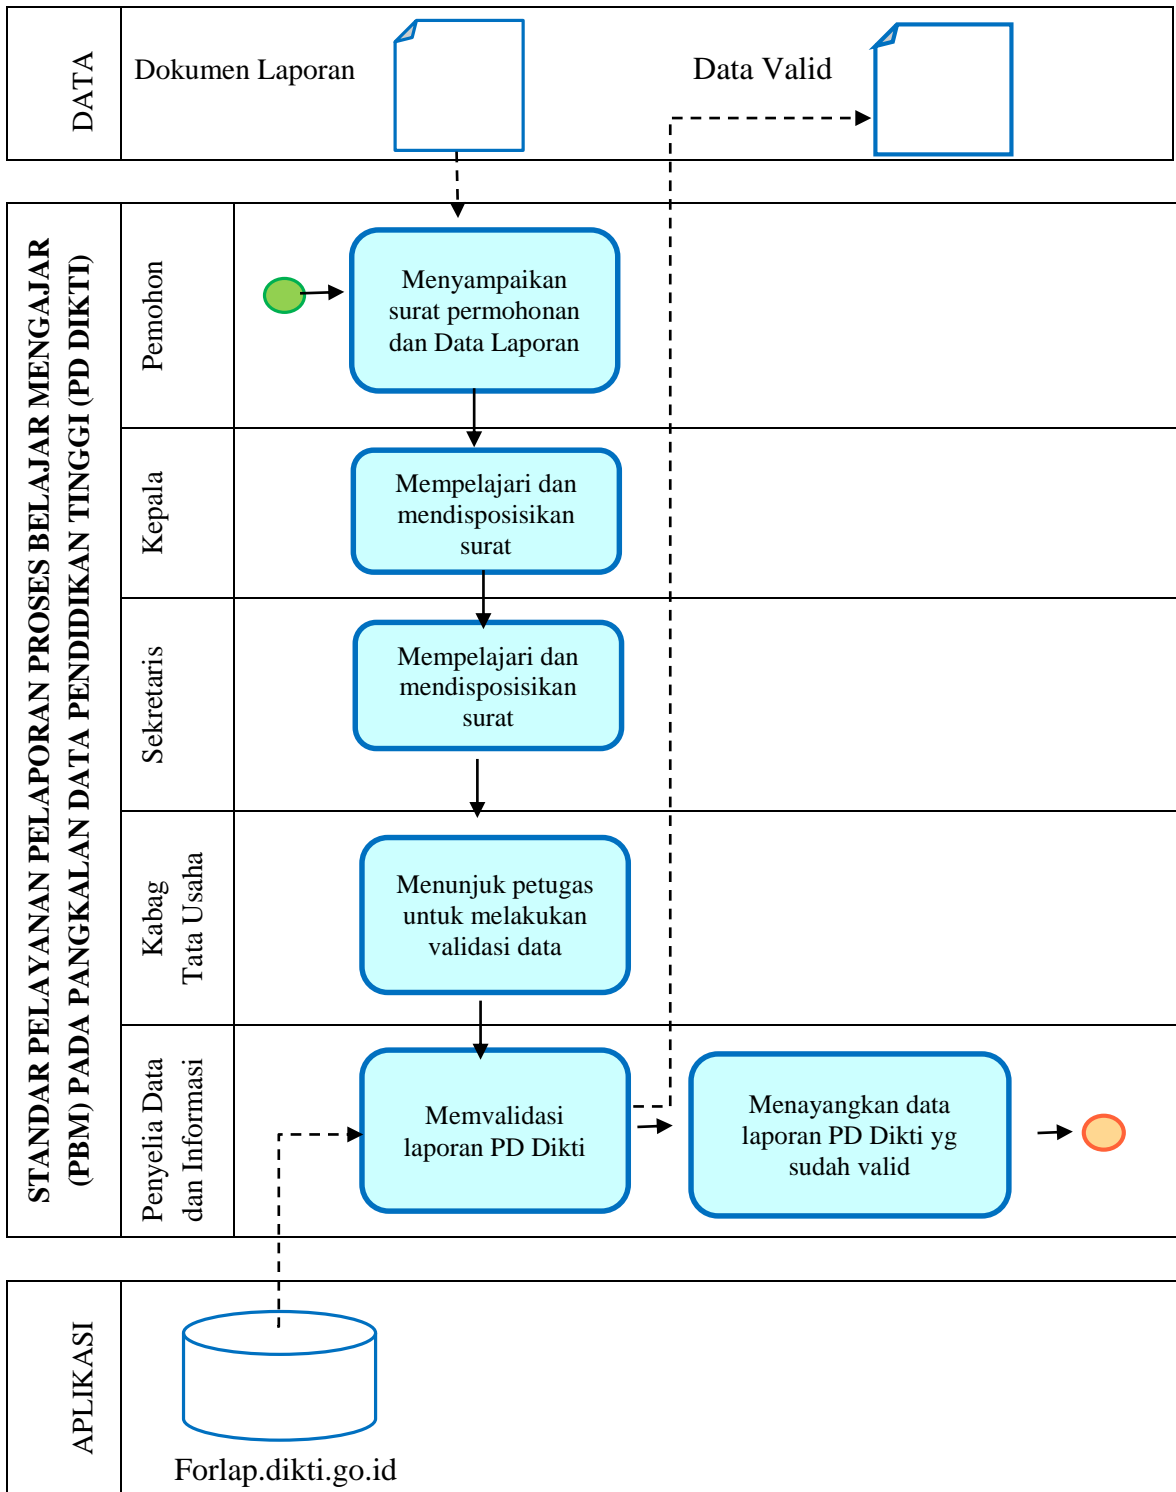 DATA
Dokumen Laporan
Data Valid
STANDAR PELAYANAN PELAPORAN PROSES BELAJAR MENGAJAR
(PBM) PADA PANGKALAN DATA PENDIDIKAN TINGGI (PD DIKTI)
Pemohon
Menyampaikan
surat permohonan
dan Data Laporan
Kepala
Mempelajari dan
mendisposisikan
surat
Sekretaris
Mempelajari dan
mendisposisikan
surat
Kabag
Tata Usaha
Menunjuk petugas
untuk melakukan
validasi data
Penyelia Data
dan Informasi
Memvalidasi
laporan PD Dikti
Menayangkan data
laporan PD Dikti yg
sudah valid
APLIKASI
Forlap.dikti.go.id